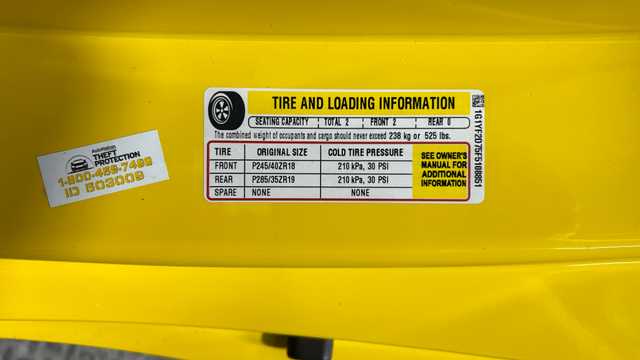 TIRE AND LOADING INFORMATION
SEATING CAPACITY TOTAL 2 FRONT 2 REAR 0
The combined weight of occupants and cargo should never exceed 238 kg or 525 lbs.
TIRE ORIGINAL SIZE COLD TIRE PRESSURE
FRONT P245/40ZR18 210 kPa, 30 PSI
REAR P285/35ZR19 210 kPa, 30 PSI
SPARE NONE NONE
SEE OWNER'S
MANUAL FOR
ADDITIONAL
INFORMATION
AutoNation
THEFT
PROTECTION
1-800-459-7498
ID 503009